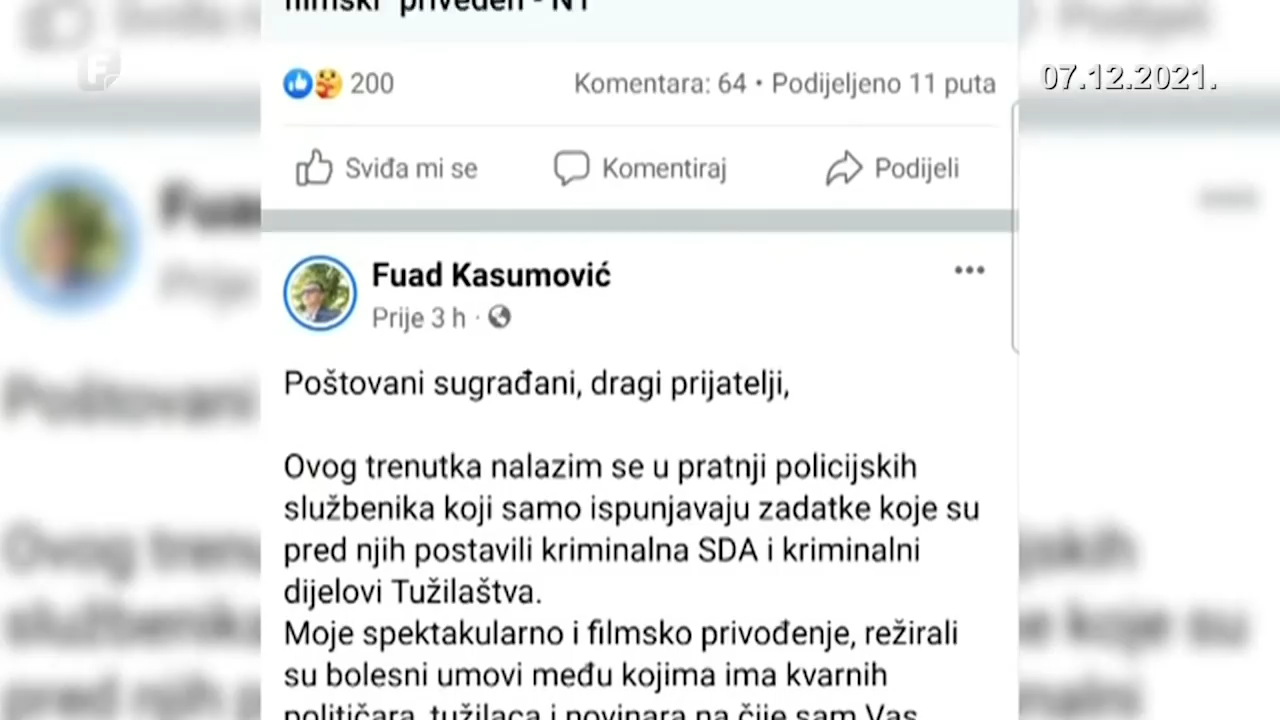 filmski" priveden - N1
F
07.12.2021.
200
Komentara: 64 • Podijeljeno 11 puta
Sviđa mi se
Komentiraj
Podijeli
Fuad Kasumović
Prije 3 h ·
Poštovani sugrađani, dragi prijatelji,
Ovog trenutka nalazim se u pratnji policijskih
službenika koji samo ispunjavaju zadatke koje su
pred njih postavili kriminalna SDA i kriminalni
dijelovi Tužilaštva.
Moje spektakularno i filmsko privođenje, režirali
su bolesni umovi među kojima ima kvarnih
političara, tužilaca i novinara na čije sam Vas